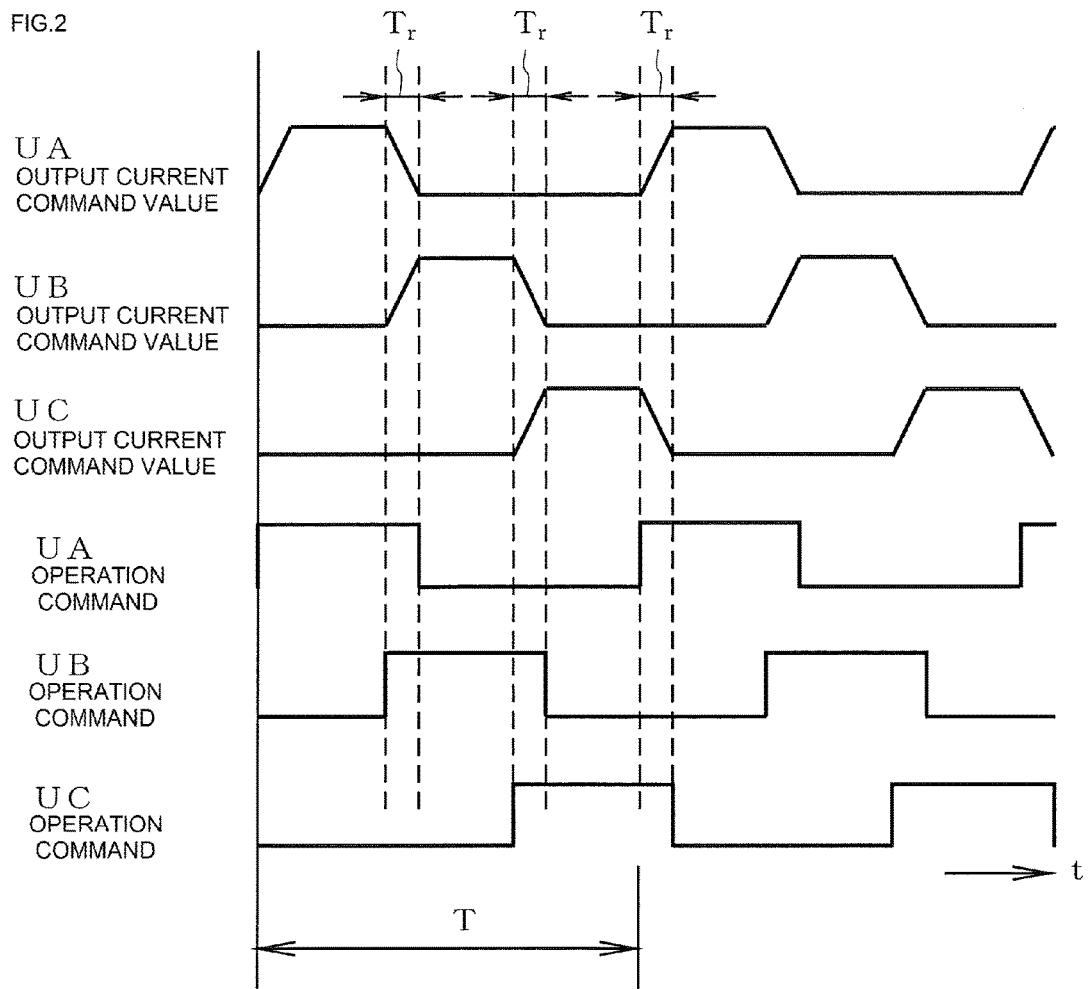 FIG.2
Tr Tr Tr
UA
OUTPUT CURRENT
COMMAND VALUE
UB
OUTPUT CURRENT
COMMAND VALUE
UC
OUTPUT CURRENT
COMMAND VALUE
UA
OPERATION
COMMAND
UB
OPERATION
COMMAND
UC
OPERATION
COMMAND
t
T